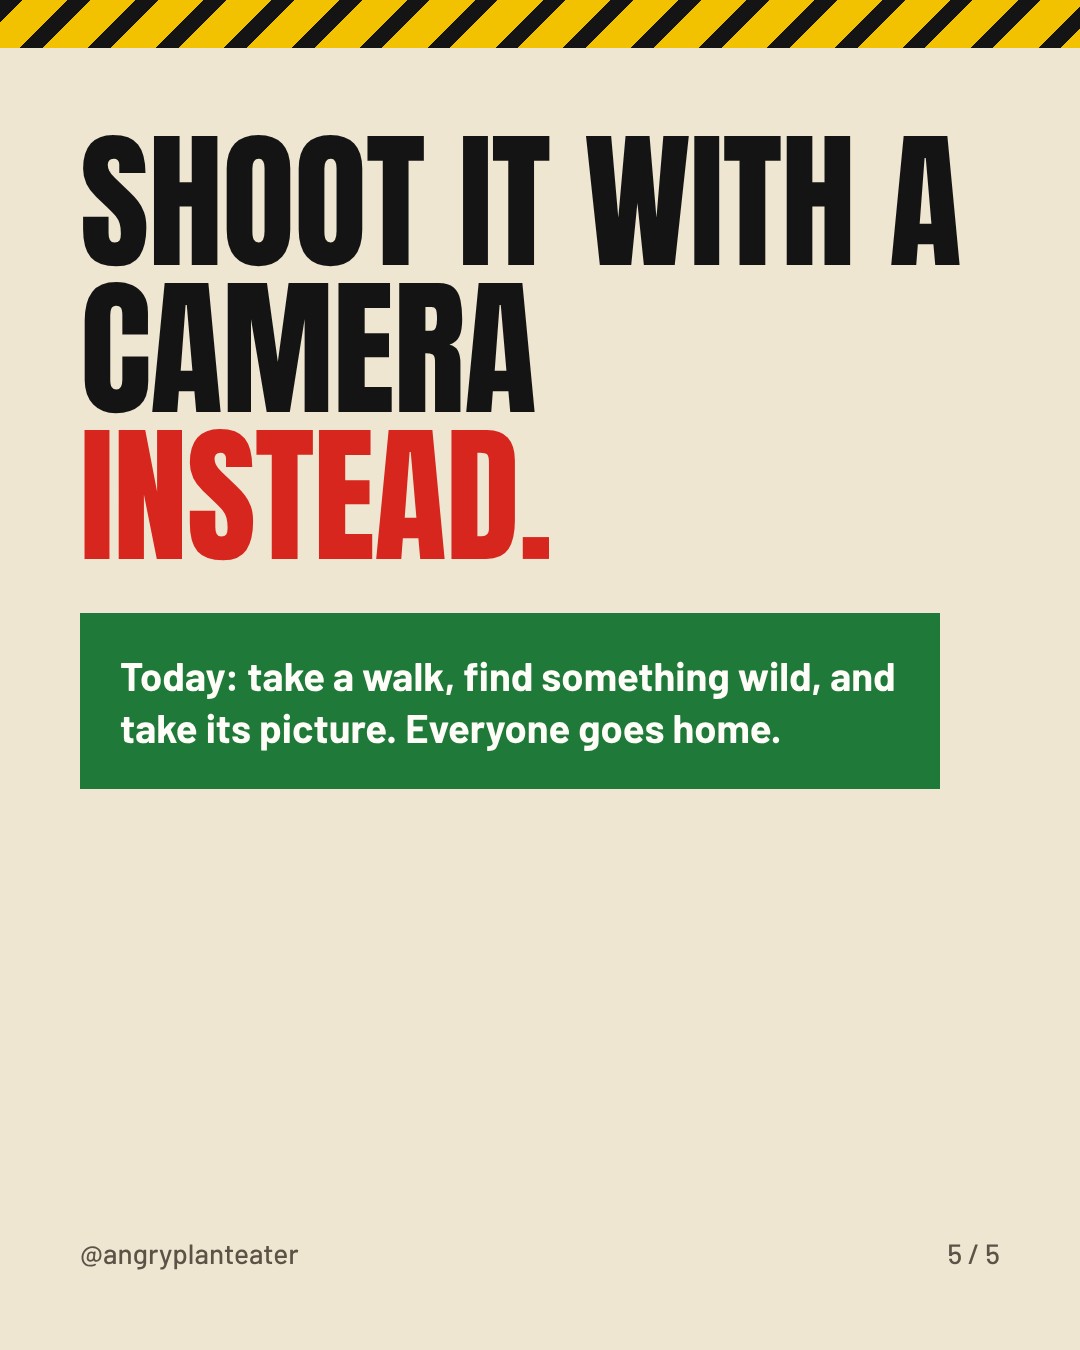 SHOOT IT WITH A
CAMERA
INSTEAD.
Today: take a walk, find something wild, and
take its picture. Everyone goes home.
@angryplanteater
5 / 5